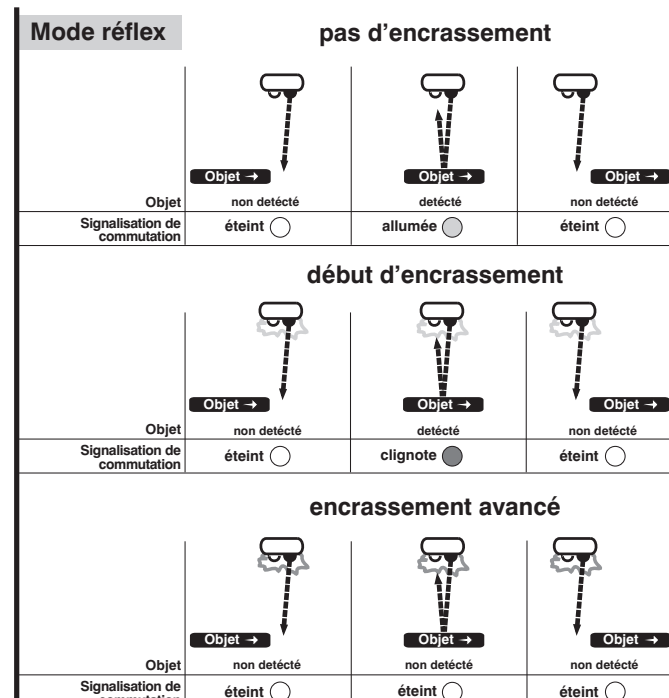 Mode réflex
pas d'encrassement
Objet → Objet → Objet →
Objet non detécté detécté non detécté
Signalisation de
commutation
éteint allumée éteint
début d'encrassement
Objet → Objet → Objet →
Objet non detécté detécté non detécté
Signalisation de
commutation
éteint clignote éteint
encrassement avancé
Objet → Objet → Objet →
Objet non detécté non detécté non detécté
Signalisation de
commutation
éteint éteint éteint